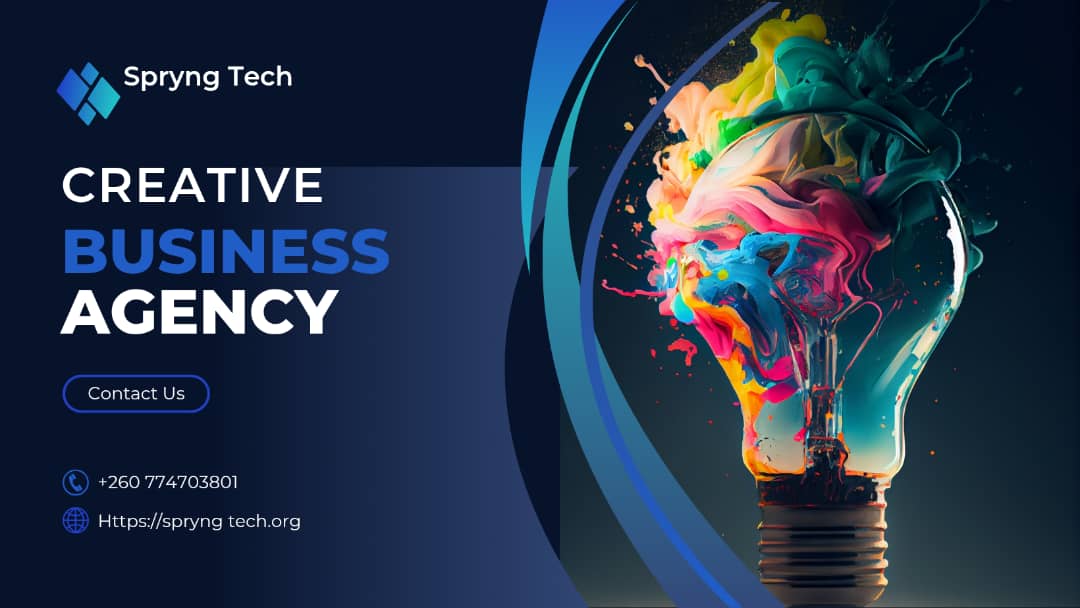 Spryng Tech
CREATIVE
BUSINESS
AGENCY
Contact Us
+260 774703801
Https://spryng tech.org